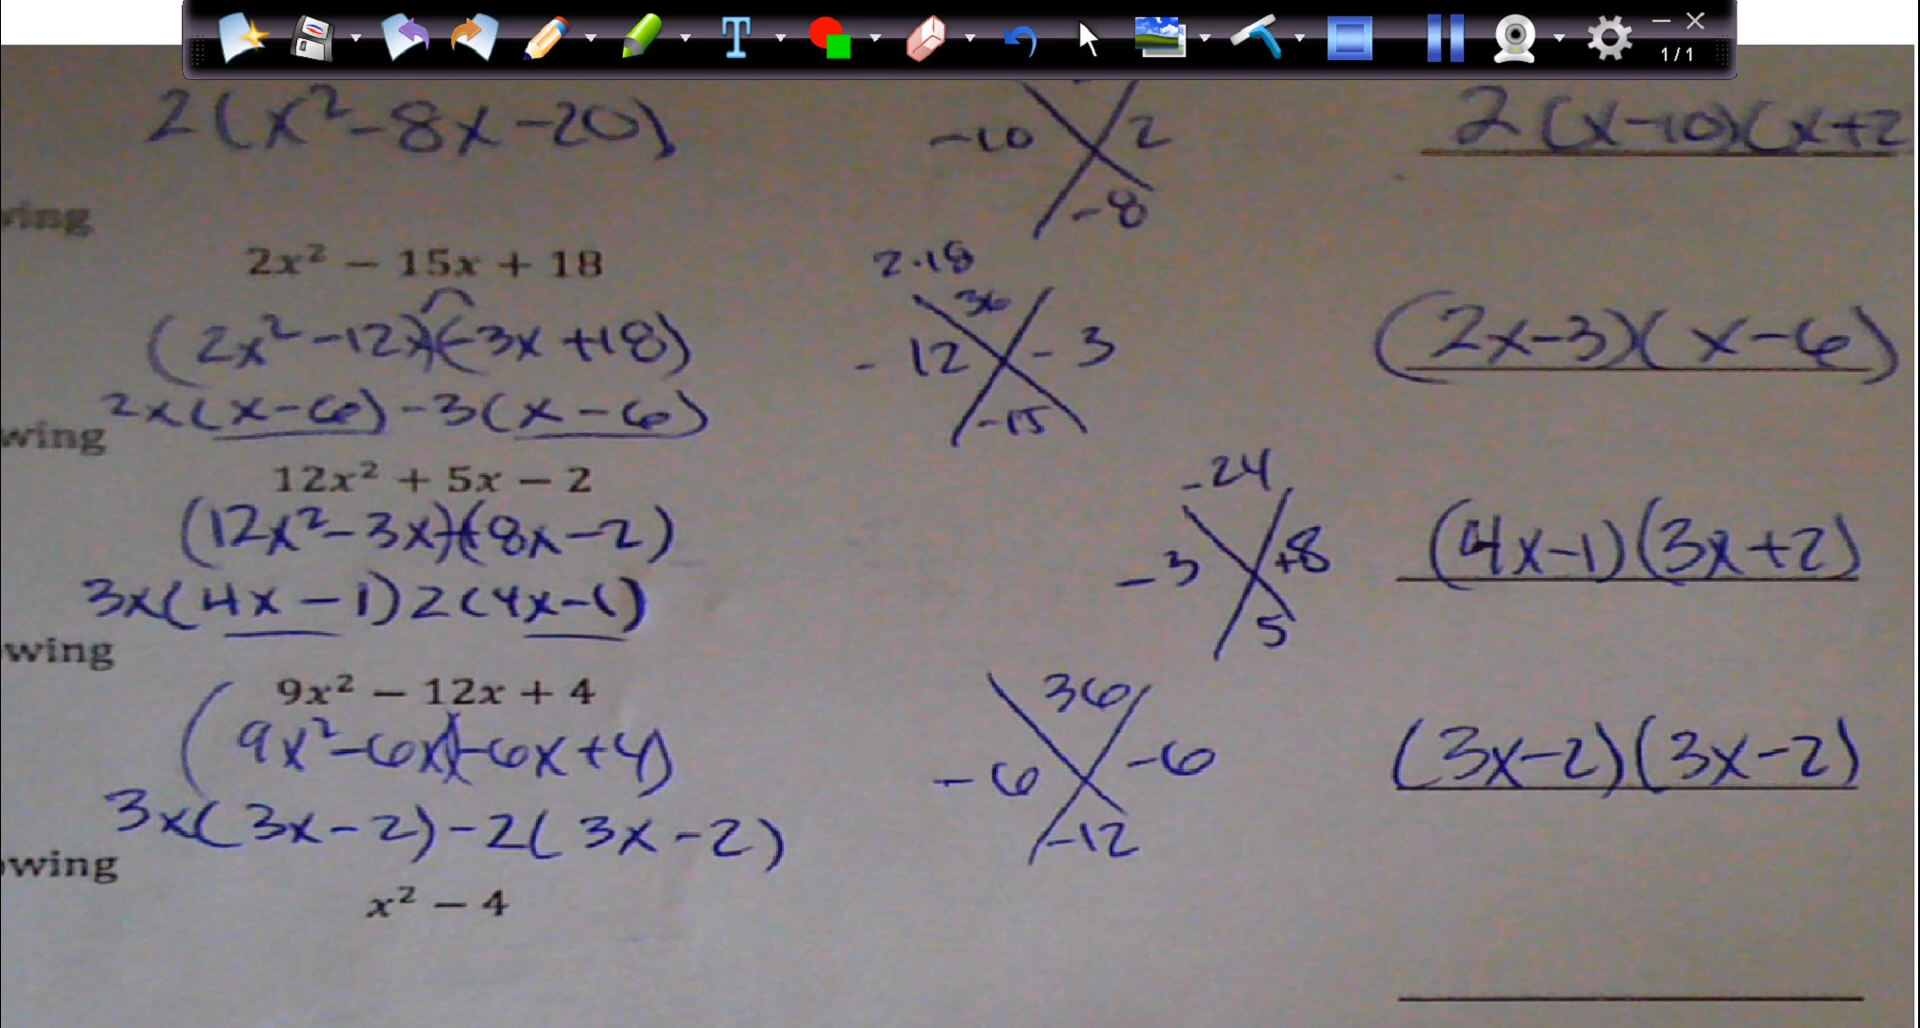 1/1
2(x²-8x-20)
-10 2
-8
2(x-10)(x+2
wing
2x² − 15x + 18
2·18
36
(2x²-12x)(-3x+18)
-12 -3
-15
(2x-3)(x-6)
2x(x-6)-3(x-6)
wing
12x² + 5x − 2
-24
(12x²-3x)+(8x-2)
-3 +8
5
(4x-1)(3x+2)
3x(4x-1)2(4x-1)
wing
9x² − 12x + 4
36
(9x²-6x)(-6x+4)
-6 -6
-12
(3x-2)(3x-2)
3x(3x-2)-2(3x-2)
owing
x² − 4